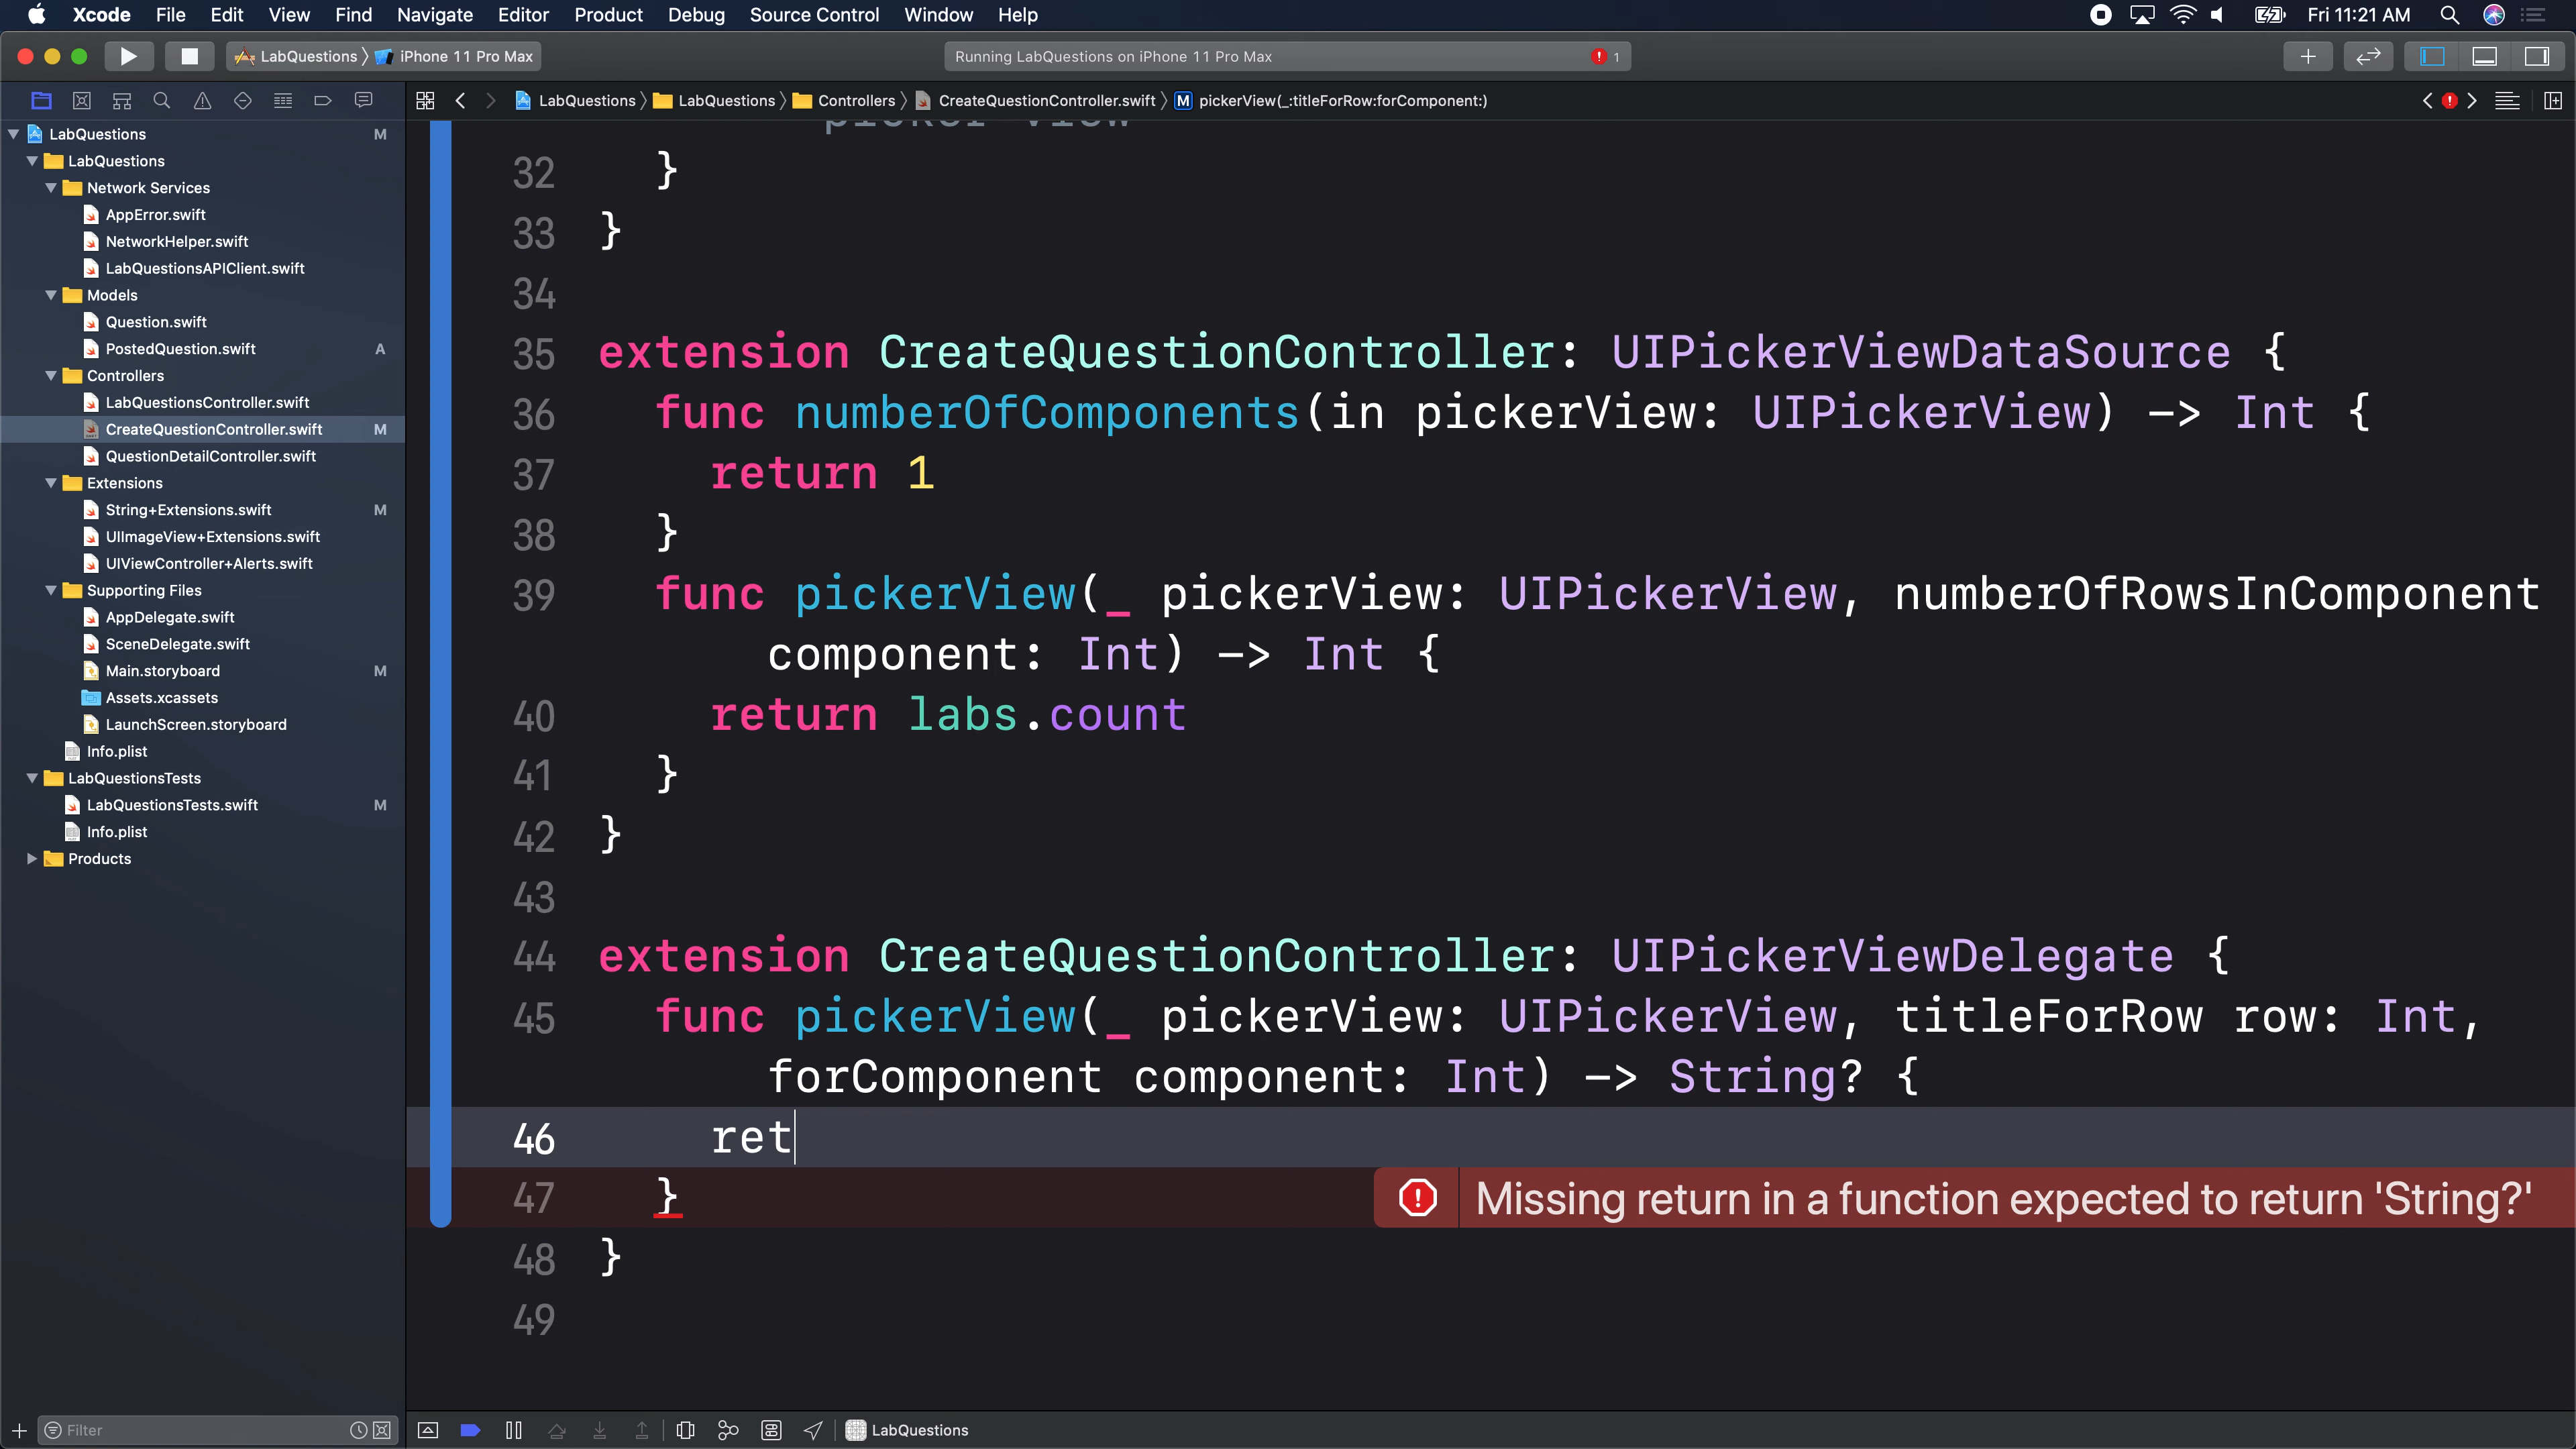 Xcode File Edit View Find Navigate Editor Product Debug Source Control Window Help Fri 11:21 AM
LabQuestions iPhone 11 Pro Max Running LabQuestions on iPhone 11 Pro Max 1
LabQuestions LabQuestions Controllers CreateQuestionController.swift M pickerView(_:titleForRow:forComponent:)
LabQuestions M
LabQuestions
Network Services
AppError.swift
NetworkHelper.swift
LabQuestionsAPIClient.swift
Models
Question.swift
PostedQuestion.swift A
Controllers
LabQuestionsController.swift
CreateQuestionController.swift M
QuestionDetailController.swift
Extensions
String+Extensions.swift M
UIImageView+Extensions.swift
UIViewController+Alerts.swift
Supporting Files
AppDelegate.swift
SceneDelegate.swift
Main.storyboard M
Assets.xcassets
LaunchScreen.storyboard
Info.plist
LabQuestionsTests
LabQuestionsTests.swift M
Info.plist
Products
Filter
picker view
32 }
33 }
34
35 extension CreateQuestionController: UIPickerViewDataSource {
36 func numberOfComponents(in pickerView: UIPickerView) -> Int {
37 return 1
38 }
39 func pickerView(_ pickerView: UIPickerView, numberOfRowsInComponent
component: Int) -> Int {
40 return labs.count
41 }
42 }
43
44 extension CreateQuestionController: UIPickerViewDelegate {
45 func pickerView(_ pickerView: UIPickerView, titleForRow row: Int,
forComponent component: Int) -> String? {
46 ret
47 } Missing return in a function expected to return 'String?'
48 }
49
LabQuestions